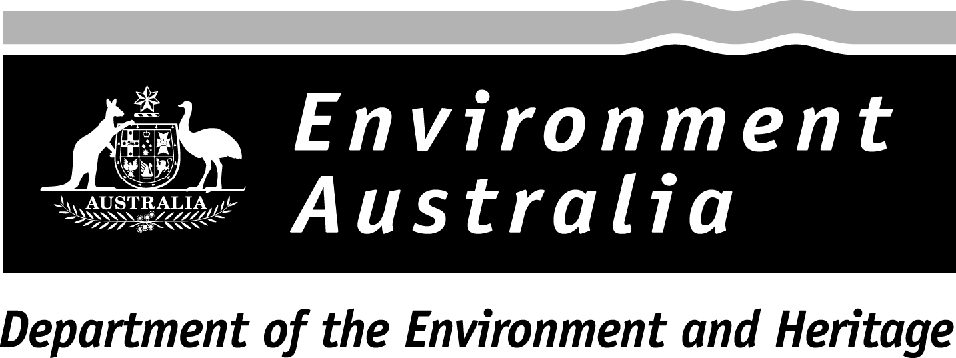 Environment
Australia
AUSTRALIA
Department of the Environment and Heritage